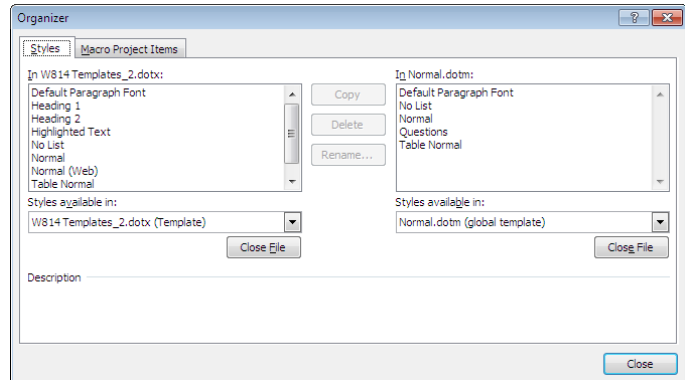 Organizer
Styles Macro Project Items
In W814 Templates_2.dotx:
Default Paragraph Font
Heading 1
Heading 2
Highlighted Text
No List
Normal
Normal (Web)
Table Normal
Copy
Delete
Rename...
In Normal.dotm:
Default Paragraph Font
No List
Normal
Questions
Table Normal
Styles available in:
W814 Templates_2.dotx (Template)
Close File
Styles available in:
Normal.dotm (global template)
Close File
Description
Close